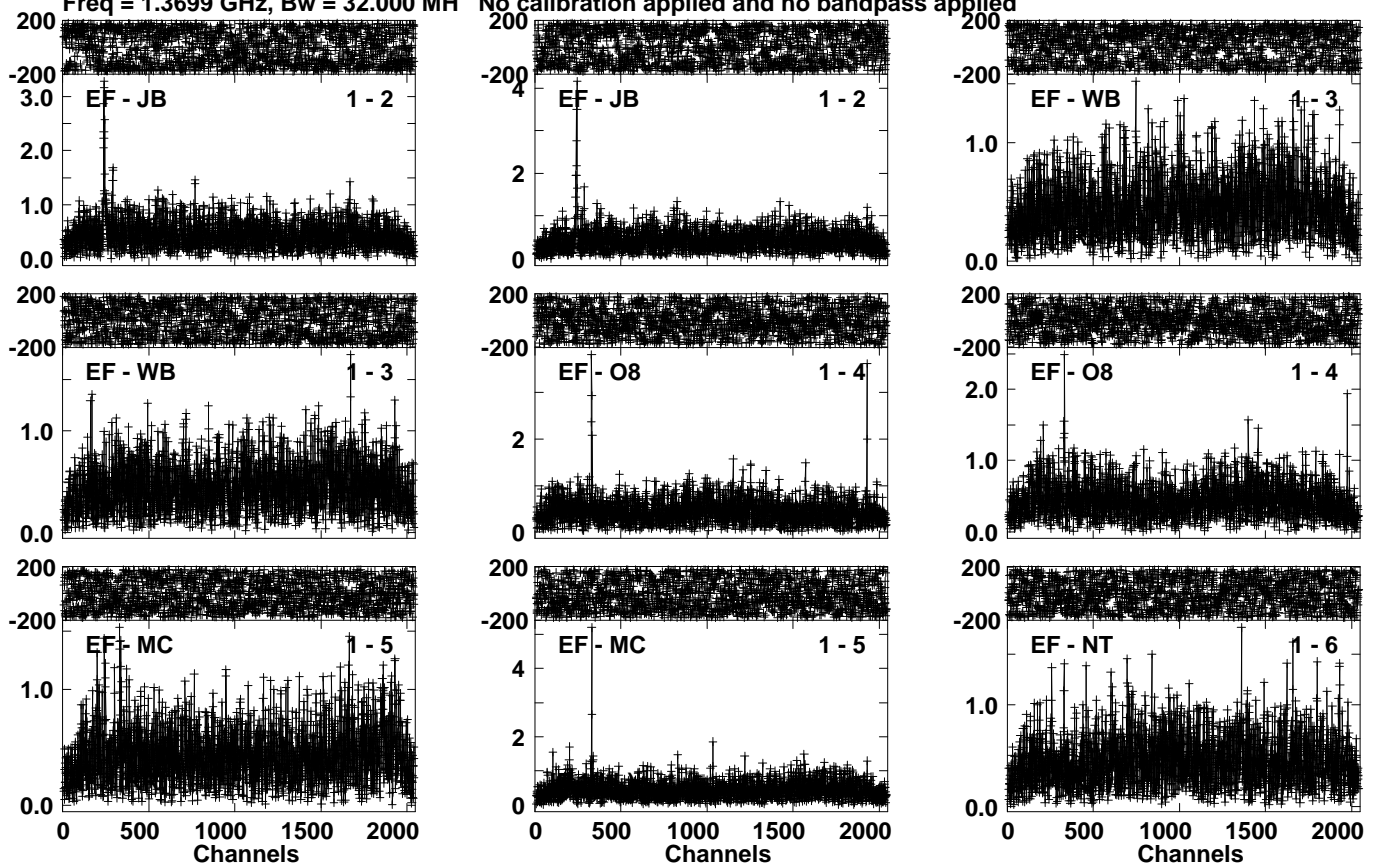 Freq = 1.3699 GHz, Bw = 32.000 MH No calibration applied and no bandpass applied
200 200 200
-200 -200 -200
EF - JB 1 - 2 EF - JB 1 - 2 EF - WB 1 - 3
3.0 4
2.0 2 1.0
1.0
0.0 0 0.0
200 200 200
-200 -200 -200
EF - WB 1 - 3 EF - O8 1 - 4 EF - O8 1 - 4
2.0
1.0 2 1.0
0.0 0 0.0
200 200 200
-200 -200 -200
EF - MC 1 - 5 EF - MC 1 - 5 EF - NT 1 - 6
4
1.0 2 1.0
0.0 0 0.0
0 500 1000 1500 2000 0 500 1000 1500 2000 0 500 1000 1500 2000
Channels Channels Channels